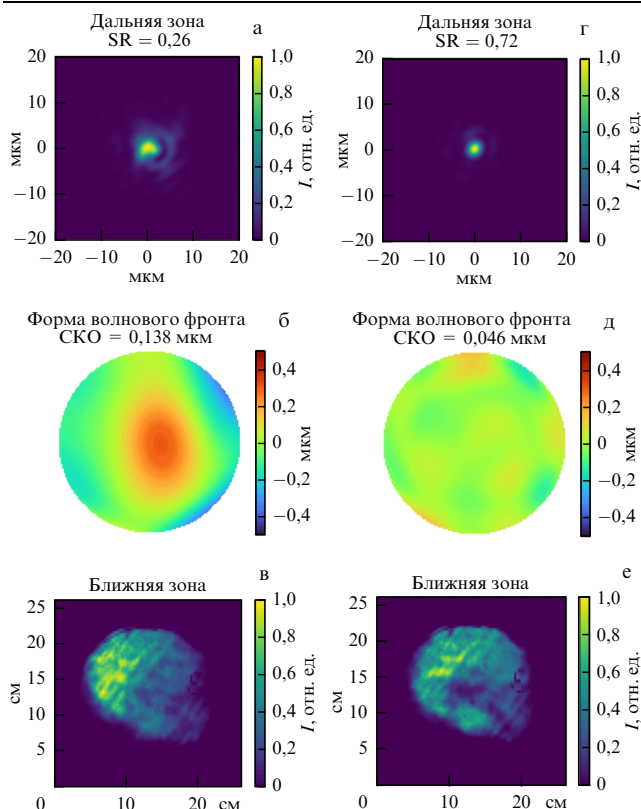 Дальняя зона
SR = 0,26
а
20
10
0
−10
−20
−20 −10 0 10 20
мкм
мкм
1,0
0,8
0,6
0,4
0,2
0
I, отн. ед.
Дальняя зона
SR = 0,72
г
20
10
0
−10
−20
−20 −10 0 10 20
мкм
мкм
1,0
0,8
0,6
0,4
0,2
0
I, отн. ед.
Форма волнового фронта
СКО = 0,138 мкм
б
0,4
0,2
0
−0,2
−0,4
мкм
Форма волнового фронта
СКО = 0,046 мкм
д
0,4
0,2
0
−0,2
−0,4
мкм
Ближняя зона
в
25
20
15
10
5
0 10 20 см
см
1,0
0,8
0,6
0,4
0,2
0
I, отн. ед.
Ближняя зона
е
25
20
15
10
5
0 10 20 см
см
1,0
0,8
0,6
0,4
0,2
0
I, отн. ед.